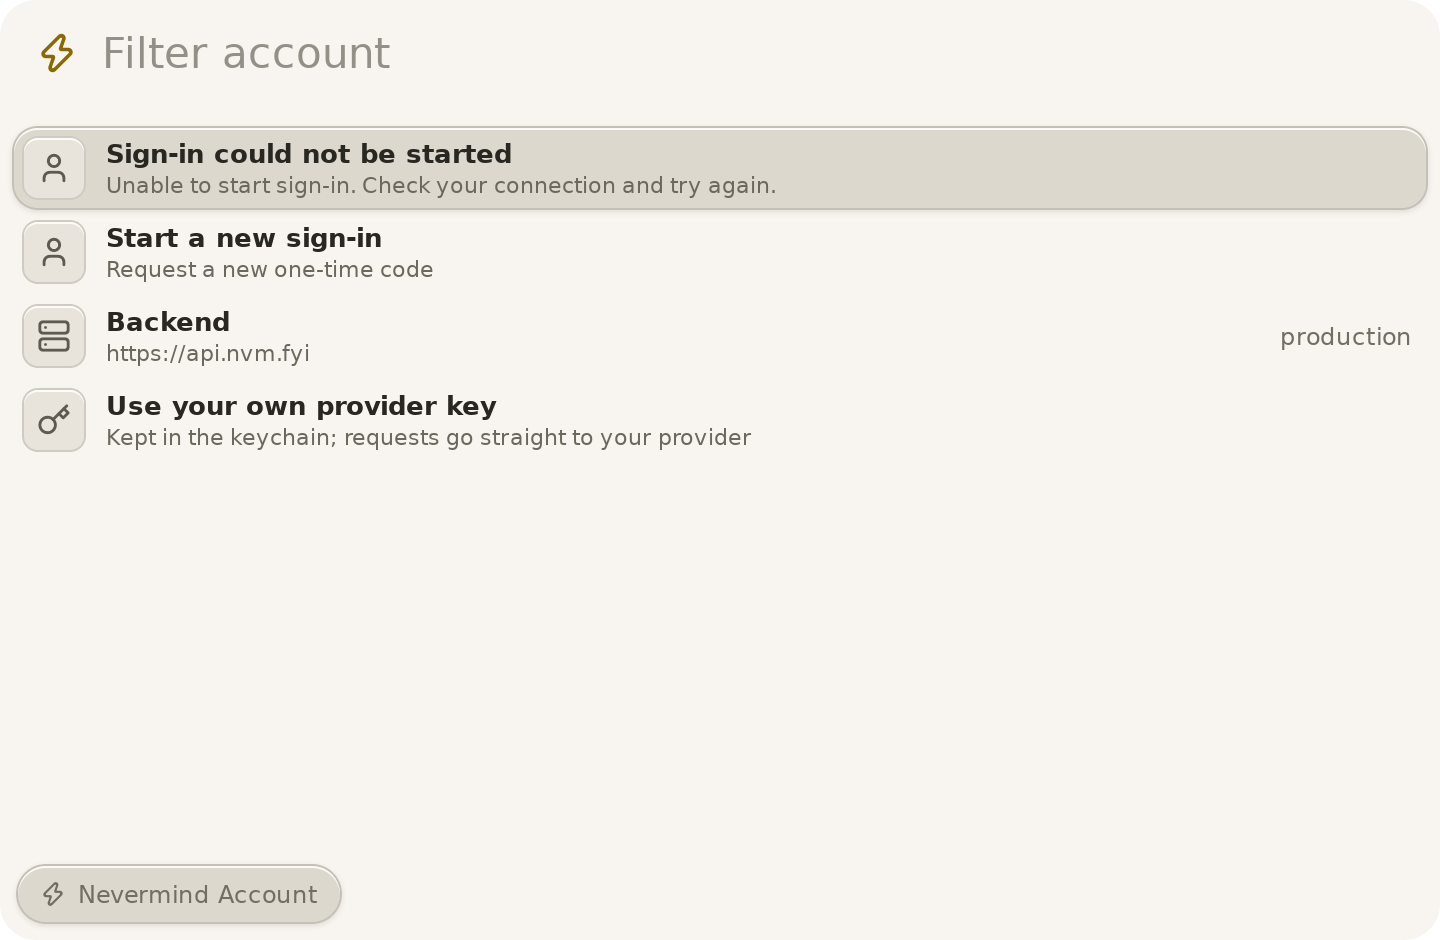 Filter account
Sign-in could not be started
Unable to start sign-in. Check your connection and try again.
Start a new sign-in
Request a new one-time code
Backend
https://api.nvm.fyi
production
Use your own provider key
Kept in the keychain; requests go straight to your provider
Nevermind Account